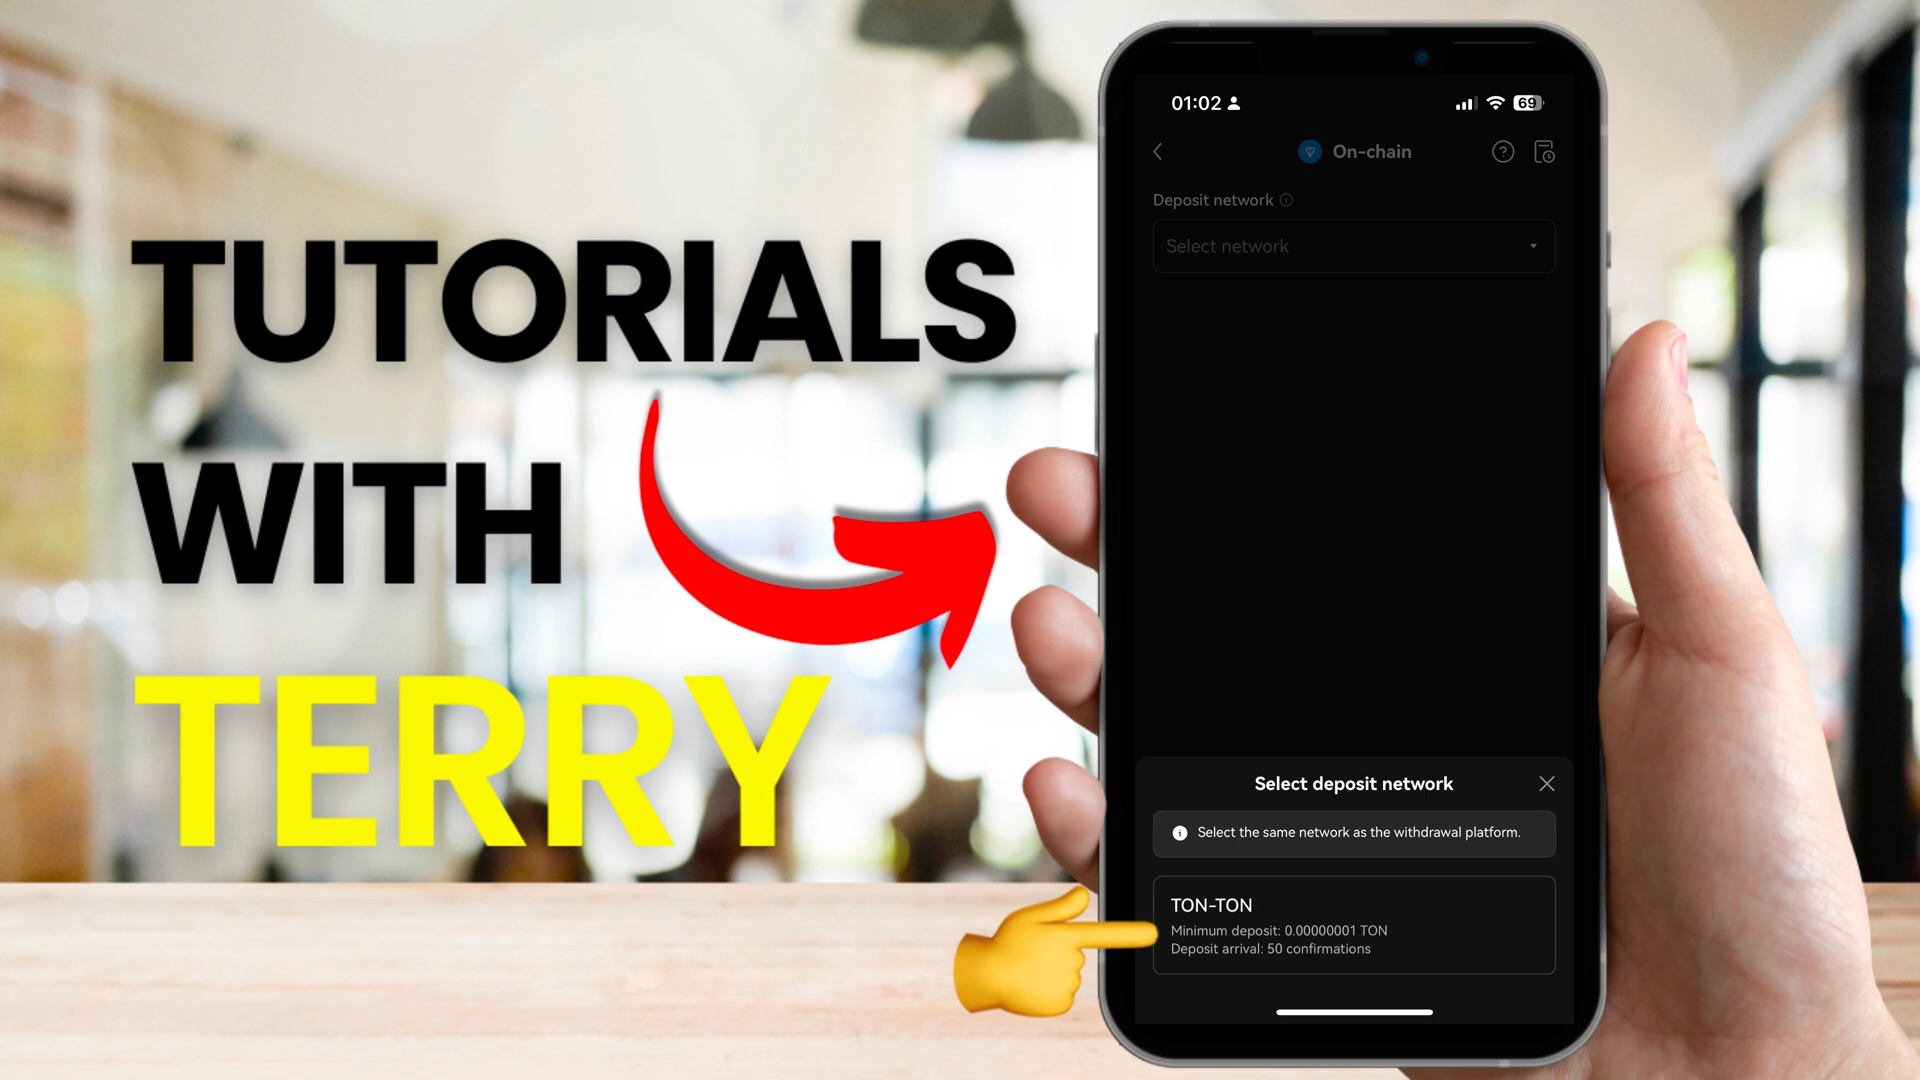 TUTORIALS
WITH
TERRY
01:02
69
On-chain
Deposit network
Select network
Select deposit network
Select the same network as the withdrawal platform.
TON-TON
Minimum deposit: 0.00000001 TON
Deposit arrival: 50 confirmations